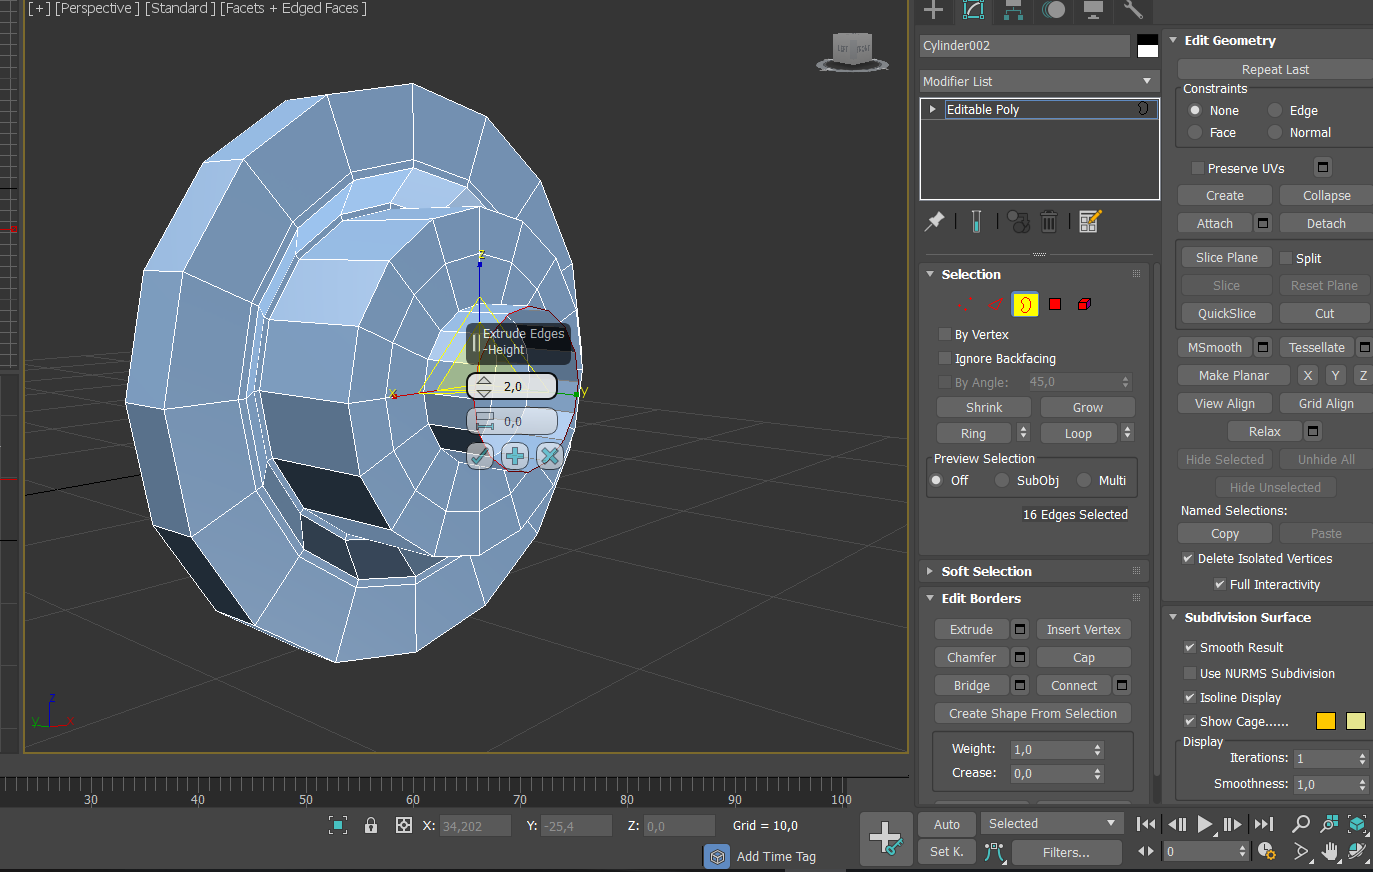 [+] [Perspective ] [Standard ] [Facets + Edged Faces ]
z
Extrude Edges
-Height
2,0
0,0
x
y
z
y
x
30 40 50 60 70 80 90 100
X: 34,202 Y: -25,4 Z: 0,0 Grid = 10,0
Add Time Tag
Cylinder002
Modifier List
Editable Poly
Selection
By Vertex
Ignore Backfacing
By Angle: 45,0
Shrink Grow
Ring Loop
Preview Selection
Off SubObj Multi
16 Edges Selected
Soft Selection
Edit Borders
Extrude Insert Vertex
Chamfer Cap
Bridge Connect
Create Shape From Selection
Weight: 1,0
Crease: 0,0
Edit Geometry
Repeat Last
Constraints
None Edge
Face Normal
Preserve UVs
Create Collapse
Attach Detach
Slice Plane Split
Slice Reset Plane
QuickSlice Cut
MSmooth Tessellate
Make Planar X Y Z
View Align Grid Align
Relax
Hide Selected Unhide All
Hide Unselected
Named Selections:
Copy Paste
Delete Isolated Vertices
Full Interactivity
Subdivision Surface
Smooth Result
Use NURMS Subdivision
Isoline Display
Show Cage......
Display
Iterations: 1
Smoothness: 1,0
Auto Selected
Set K. Filters... 0